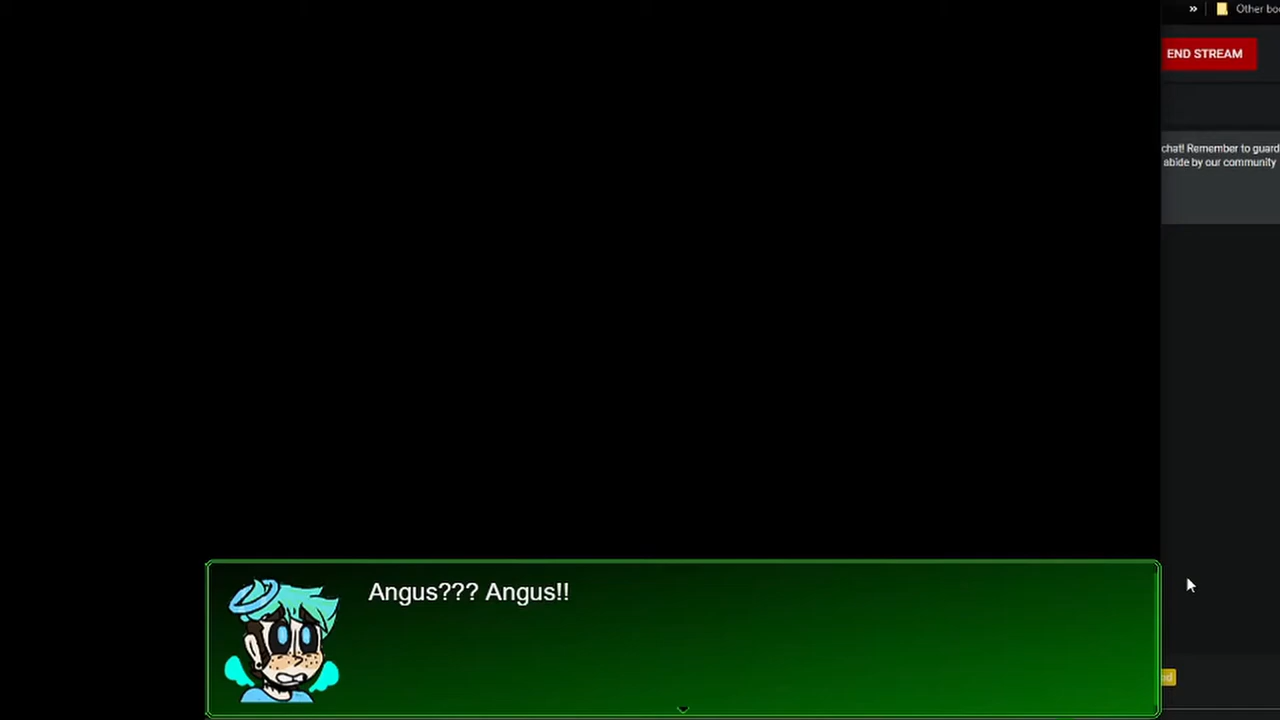 » Other boo
END STREAM
chat! Remember to guard
abide by our community
Angus??? Angus!!